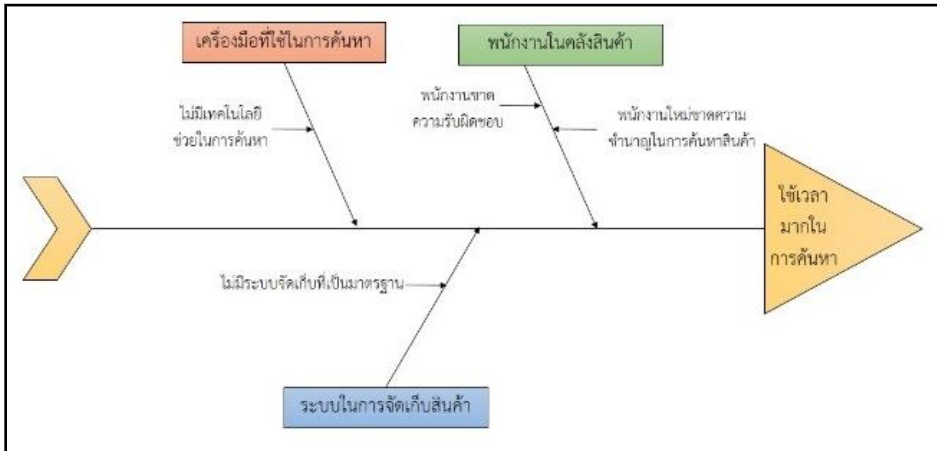 เครื่องมือที่ใช้ในการค้นหา
พนักงานในคลังสินค้า
ไม่มีเทคโนโลยี
ช่วยในการค้นหา
พนักงานขาด
ความรับผิดชอบ
พนักงานใหม่ขาดความ
ชำนาญในการค้นหาสินค้า
ใช้เวลา
มากใน
การค้นหา
ไม่มีระบบจัดเก็บที่เป็นมาตรฐาน
ระบบในการจัดเก็บสินค้า